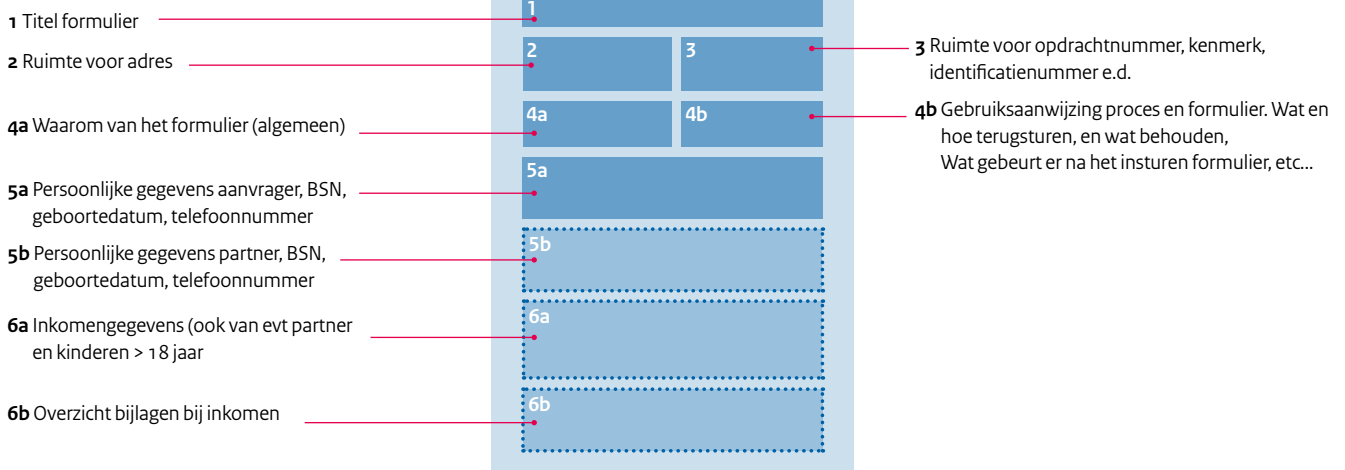 1 Titel formulier
2 Ruimte voor adres
4a Waarom van het formulier (algemeen)
5a Persoonlijke gegevens aanvrager, BSN,
geboortedatum, telefoonnummer
5b Persoonlijke gegevens partner, BSN,
geboortedatum, telefoonnummer
6a Inkomengegevens (ook van evt partner
en kinderen > 18 jaar
6b Overzicht bijlagen bij inkomen
1
2
3
4a
4b
5a
5b
6a
6b
3 Ruimte voor opdrachtnummer, kenmerk,
identificatienummer e.d.
4b Gebruiksaanwijzing proces en formulier. Wat en
hoe terugsturen, en wat behouden,
Wat gebeurt er na het insturen formulier, etc...